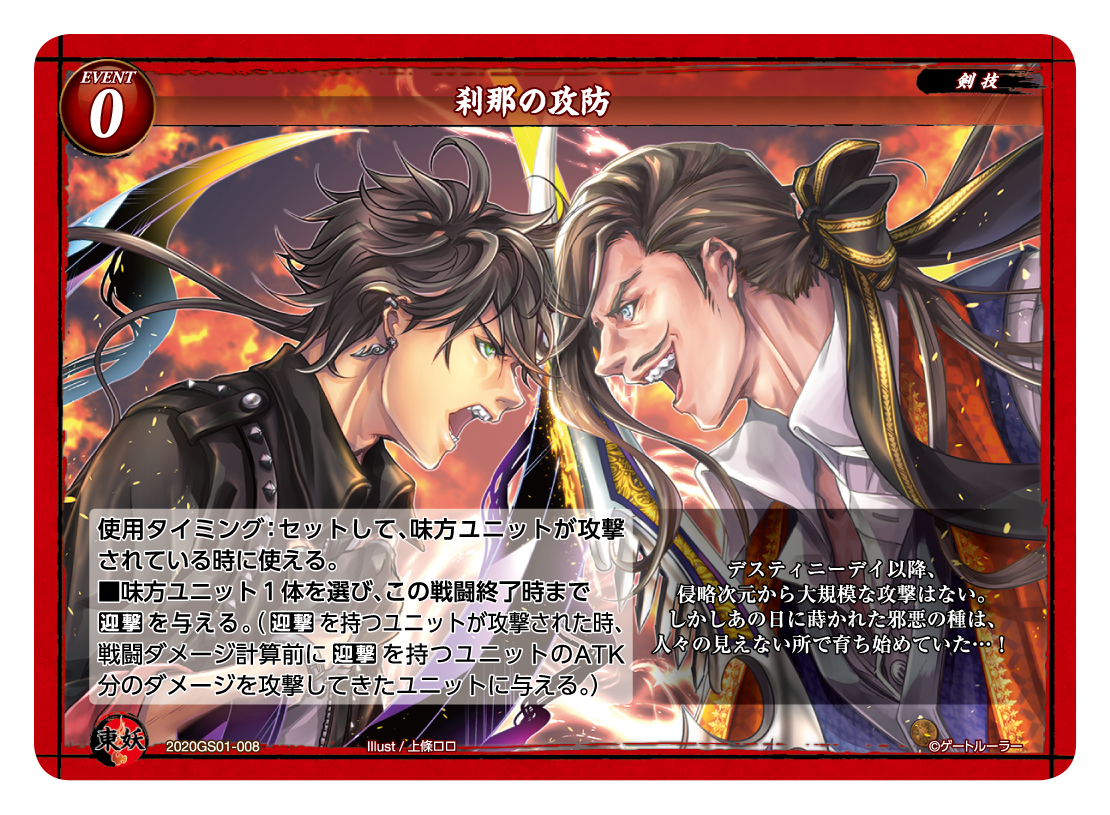 EVENT
0
刹那の攻防
剣技
使用タイミング：セットして、味方ユニットが攻撃
されている時に使える。
■味方ユニット１体を選び、この戦闘終了時まで
迎撃を与える。（迎撃を持つユニットが攻撃された時、
戦闘ダメージ計算前に迎撃を持つユニットのATK
分のダメージを攻撃してきたユニットに与える。）
デスティニーデイ以降、
侵略次元から大規模な攻撃はない。
しかしあの日に蒔かれた邪悪の種は、
人々の見えない所で育ち始めていた…！
東妖
2020GS01-008
Illust / 上條ロロ
©ゲートルーラー